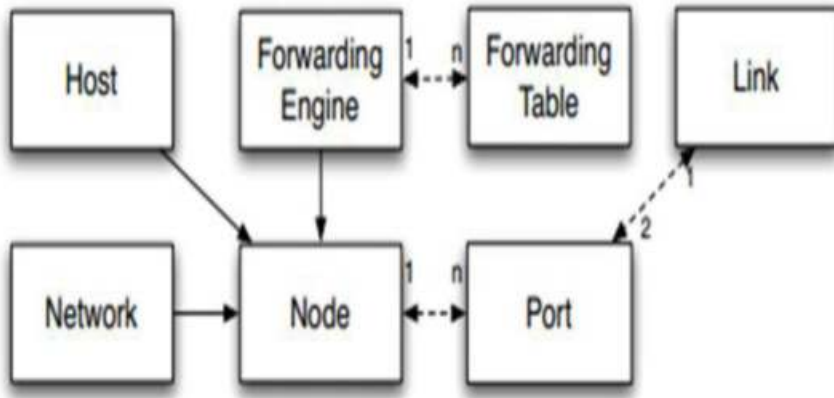 Host
Forwarding
Engine
1
n
Forwarding
Table
Link
1
2
Network
Node
1
n
Port